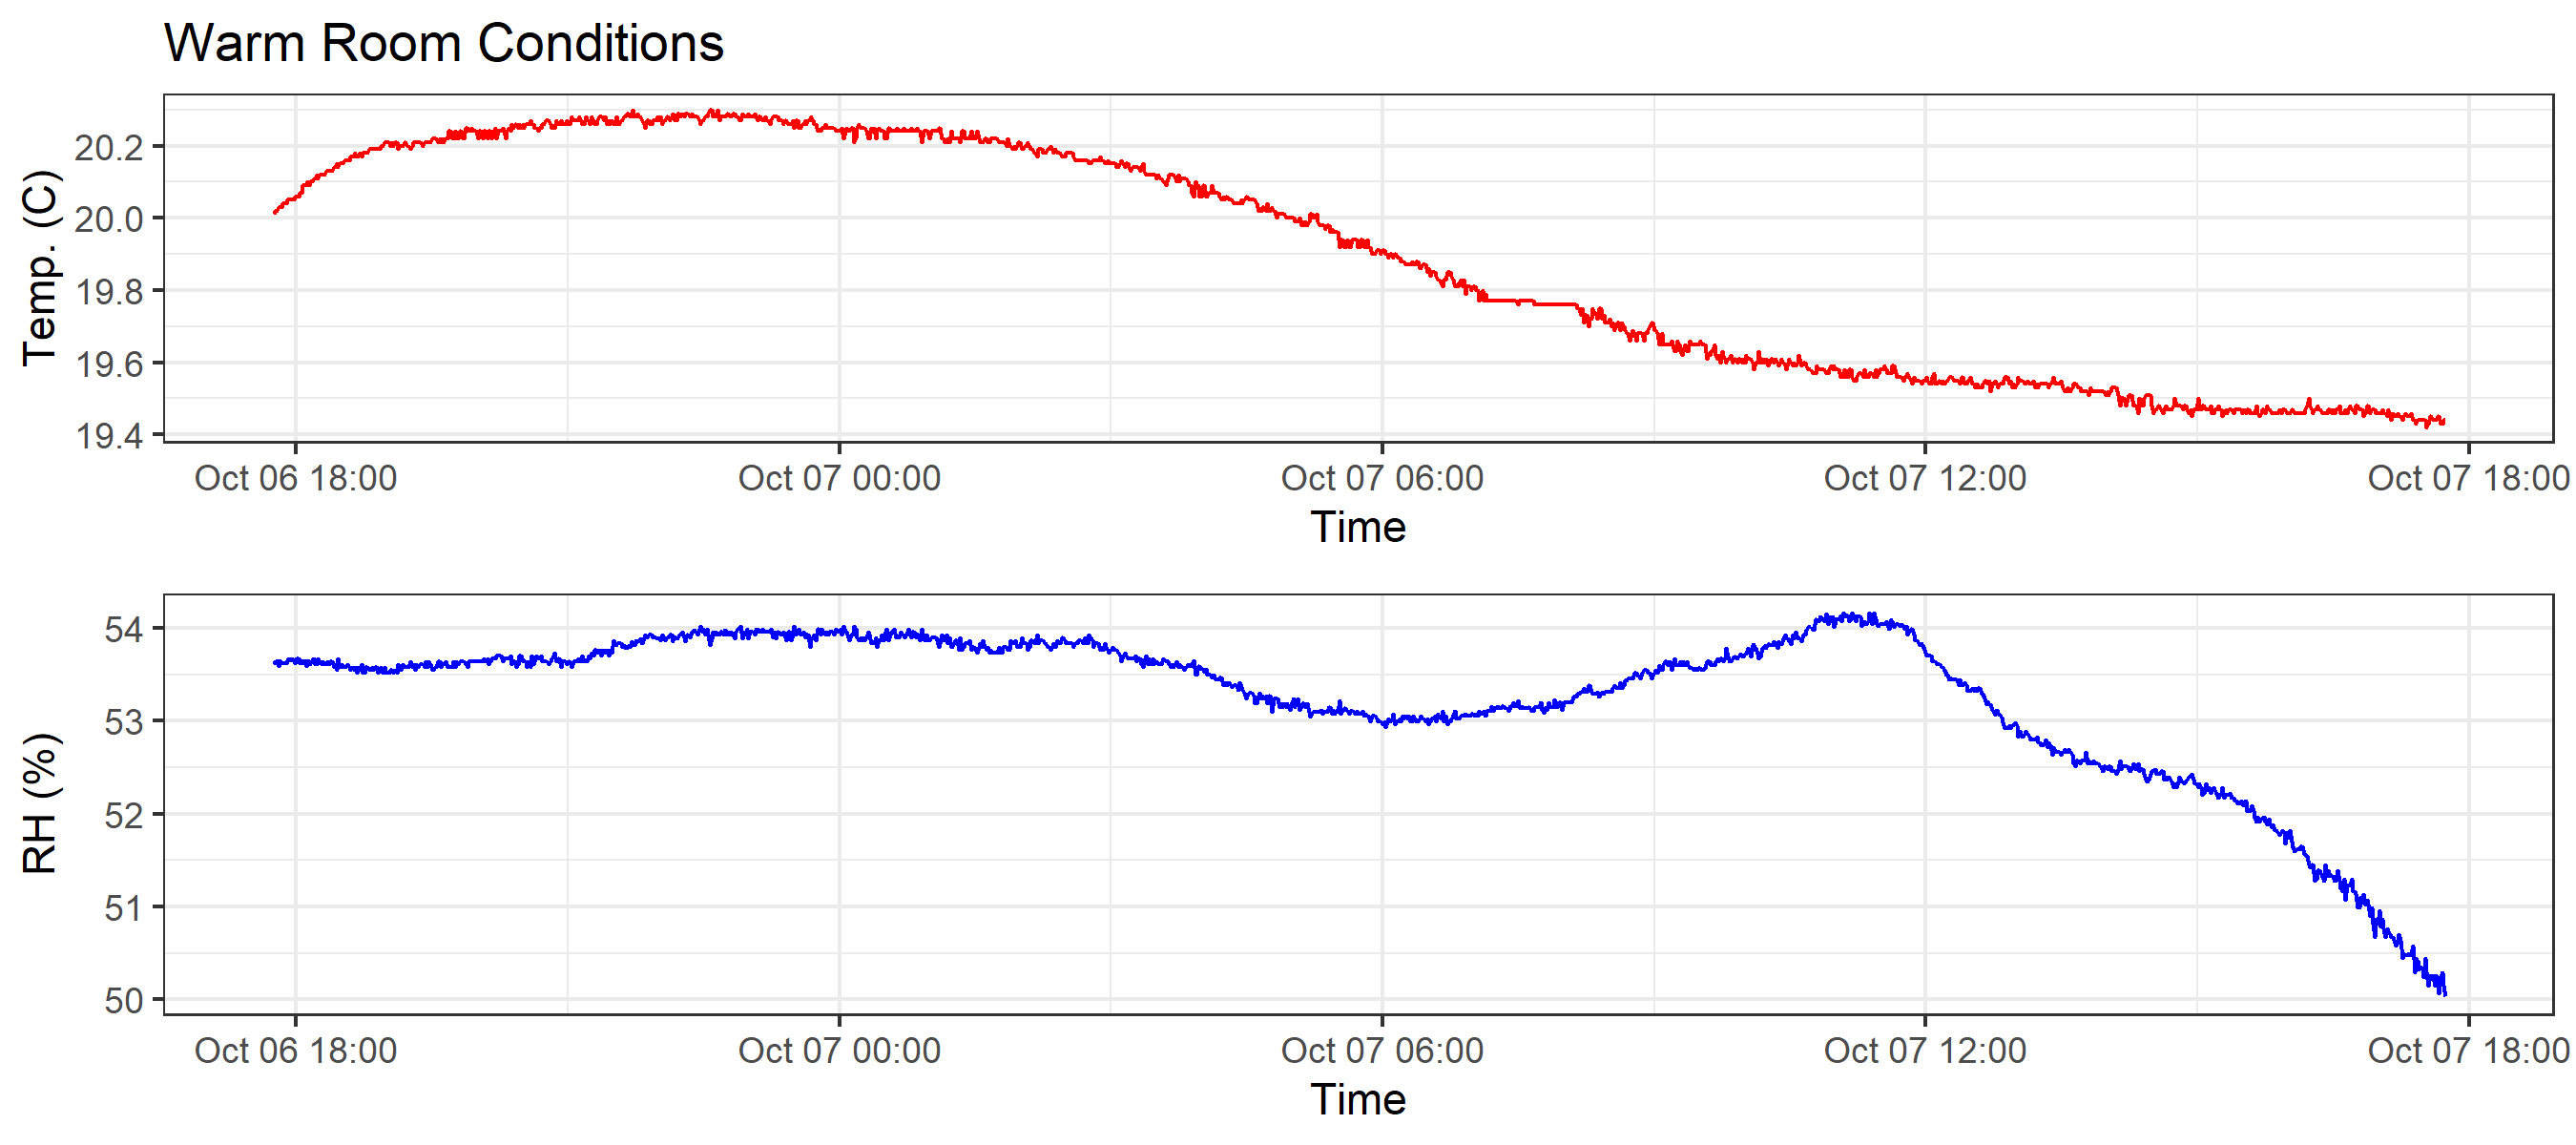 Warm Room Conditions
Temp. (C)
20.2
20.0
19.8
19.6
19.4
Oct 06 18:00 Oct 07 00:00 Oct 07 06:00 Oct 07 12:00 Oct 07 18:00
Time
RH (%)
54
53
52
51
50
Oct 06 18:00 Oct 07 00:00 Oct 07 06:00 Oct 07 12:00 Oct 07 18:00
Time